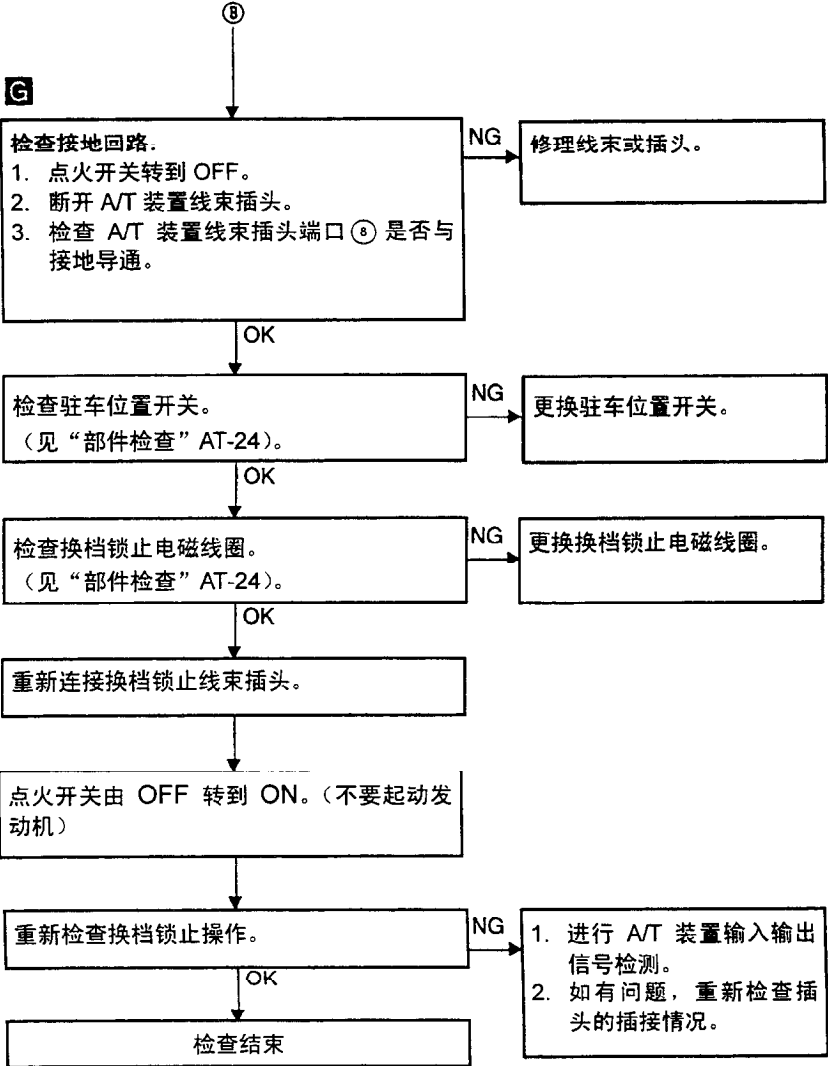 Ⓑ
G
检查接地回路.
1. 点火开关转到 OFF。
2. 断开 A/T 装置线束插头。
3. 检查 A/T 装置线束插头端口 ⑧ 是否与
接地导通。
NG
修理线束或插头。
OK
检查驻车位置开关。
（见“部件检查”AT-24）。
NG
更换驻车位置开关。
OK
检查换档锁止电磁线圈。
（见“部件检查”AT-24）。
NG
更换换档锁止电磁线圈。
OK
重新连接换档锁止线束插头。
点火开关由 OFF 转到 ON。（不要起动发
动机）
重新检查换档锁止操作。
NG
1. 进行 A/T 装置输入输出
信号检测。
2. 如有问题，重新检查插
头的插接情况。
OK
检查结束